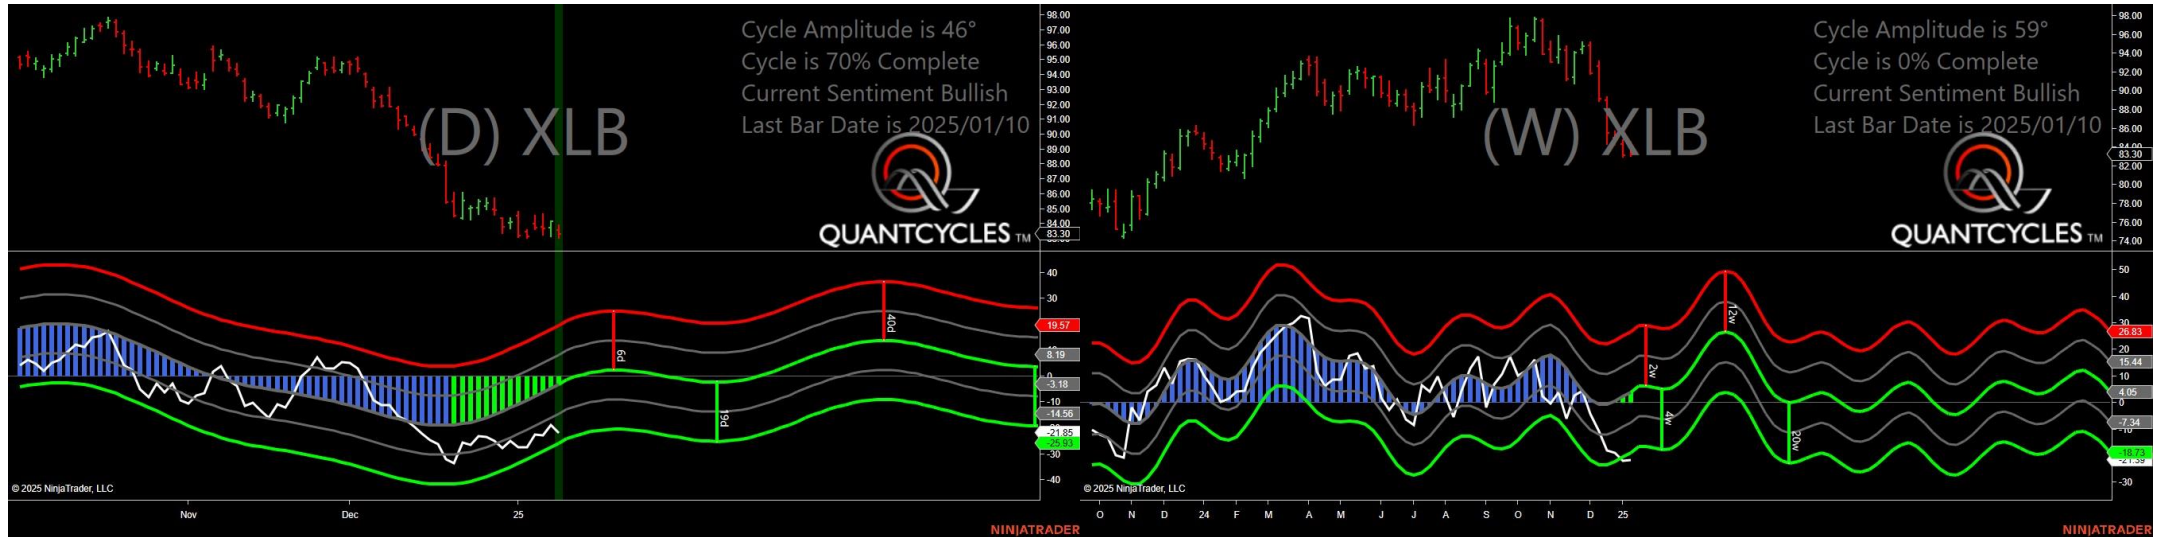 Cycle Amplitude is 46°
Cycle is 70% Complete
Current Sentiment Bullish
Last Bar Date is 2025/01/10
(D) XLB
QUANTCYCLES TM
98.00
97.00
96.00
95.00
94.00
93.00
92.00
91.00
90.00
89.00
88.00
87.00
86.00
85.00
84.00
83.30
40
30
19.57
8.19
0
-3.18
-10
-14.56
-21.85
-25.93
-30
-40
6d
19d
40d
© 2025 NinjaTrader, LLC
Nov
Dec
25
NINJATRADER
Cycle Amplitude is 59°
Cycle is 0% Complete
Current Sentiment Bullish
Last Bar Date is 2025/01/10
(W) XLB
QUANTCYCLES TM
98.00
96.00
94.00
92.00
90.00
88.00
86.00
84.00
83.30
82.00
80.00
78.00
76.00
74.00
50
40
30
26.83
20
15.44
10
4.05
0
-7.34
-10
-18.73
-21.39
-30
2w
4w
12w
20w
© 2025 NinjaTrader, LLC
O N D 24 F M A M J J A S O N D 25
NINJATRADER